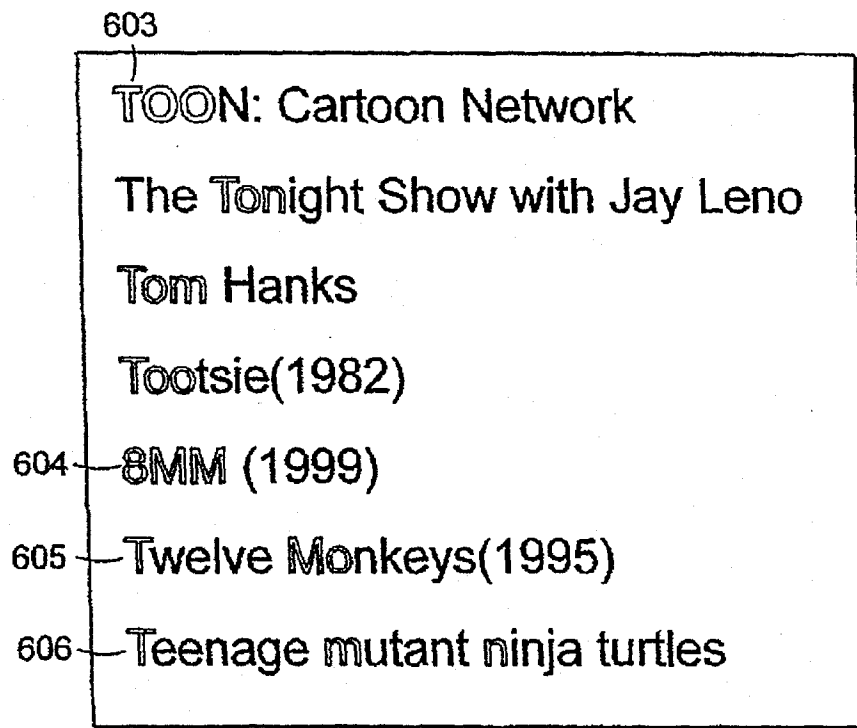 603
TOON: Cartoon Network
The Tonight Show with Jay Leno
Tom Hanks
Tootsie(1982)
604 8MM (1999)
605 Twelve Monkeys(1995)
606 Teenage mutant ninja turtles